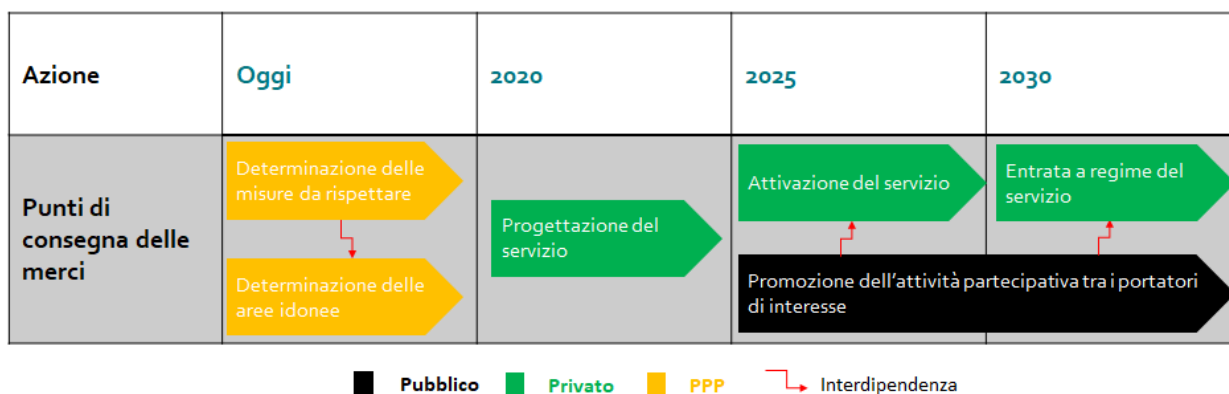 Azione
Oggi
2020
2025
2030
Punti di
consegna delle
merci
Determinazione delle
misure da rispettare
Determinazione delle
aree idonee
Progettazione del
servizio
Attivazione del servizio
Entrata a regime del
servizio
Promozione dell'attività partecipativa tra i portatori
di interesse
Pubblico
Privato
PPP
Interdipendenza